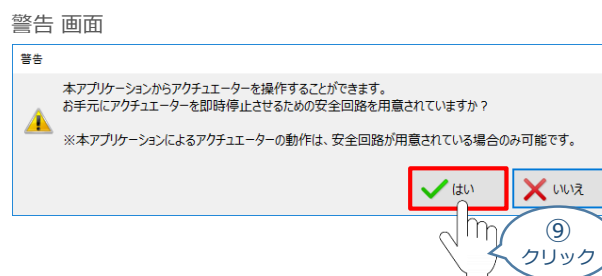 警告 画面
警告
本アプリケーションからアクチュエーターを操作することができます。
お手元にアクチュエーターを即時停止させるための安全回路を用意されていますか？
※本アプリケーションによるアクチュエーターの動作は、安全回路が用意されている場合のみ可能です。
はい
いいえ
⑨
クリック